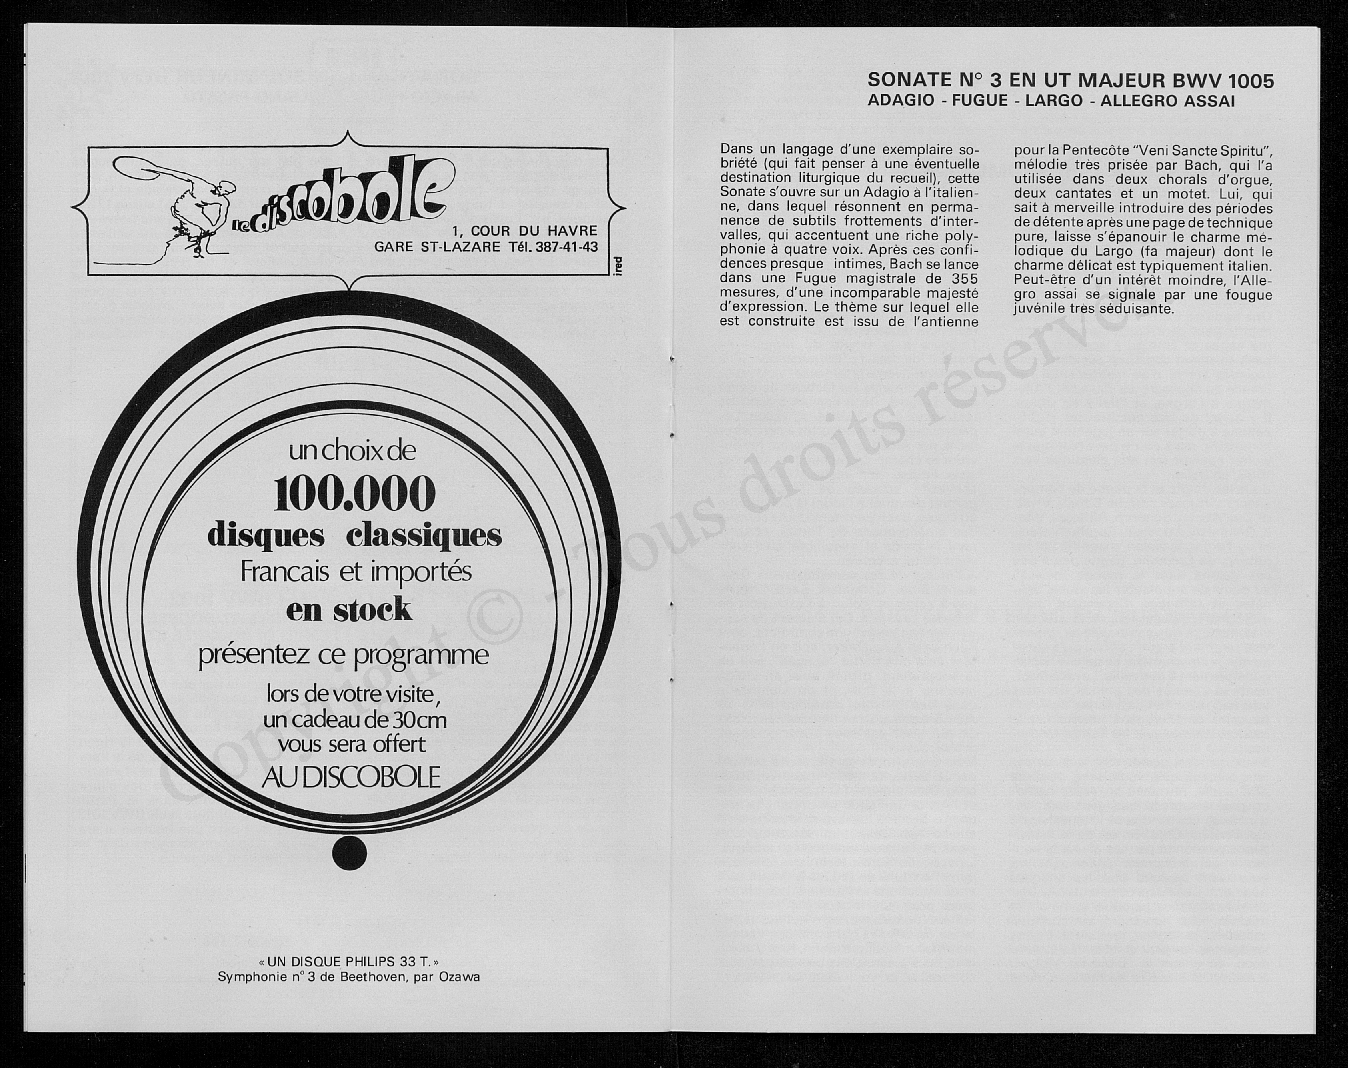 Le discobole
1, COUR DU HAVRE
GARE ST-LAZARE Tél. 387-41-43
ired
un choix de
100.000
disques classiques
Francais et importés
en stock
présentez ce programme
lors de votre visite,
un cadeau de 30cm
vous sera offert
AU DISCOBOLE
« UN DISQUE PHILIPS 33 T. »
Symphonie n° 3 de Beethoven, par Ozawa
SONATE N° 3 EN UT MAJEUR BWV 1005
ADAGIO - FUGUE - LARGO - ALLEGRO ASSAI
Dans un langage d'une exemplaire so-
briété (qui fait penser à une éventuelle
destination liturgique du recueil), cette
Sonate s'ouvre sur un Adagio à l'italien-
ne, dans lequel résonnent en perma-
nence de subtils frottements d'inter-
valles, qui accentuent une riche poly-
phonie à quatre voix. Après ces confi-
dences presque intimes, Bach se lance
dans une Fugue magistrale de 355
mesures, d'une incomparable majesté
d'expression. Le thème sur lequel elle
est construite est issu de l'antienne
pour la Pentecôte "Veni Sancte Spiritu",
mélodie très prisée par Bach, qui l'a
utilisée dans deux chorals d'orgue,
deux cantates et un motet. Lui, qui
sait à merveille introduire des périodes
de détente après une page de technique
pure, laisse s'épanouir le charme mé-
lodique du Largo (fa majeur) dont le
charme délicat est typiquement italien.
Peut-être d'un intérêt moindre, l'Alle-
gro assai se signale par une fougue
juvénile tres séduisante.
Copyright © - Tous droits réservés